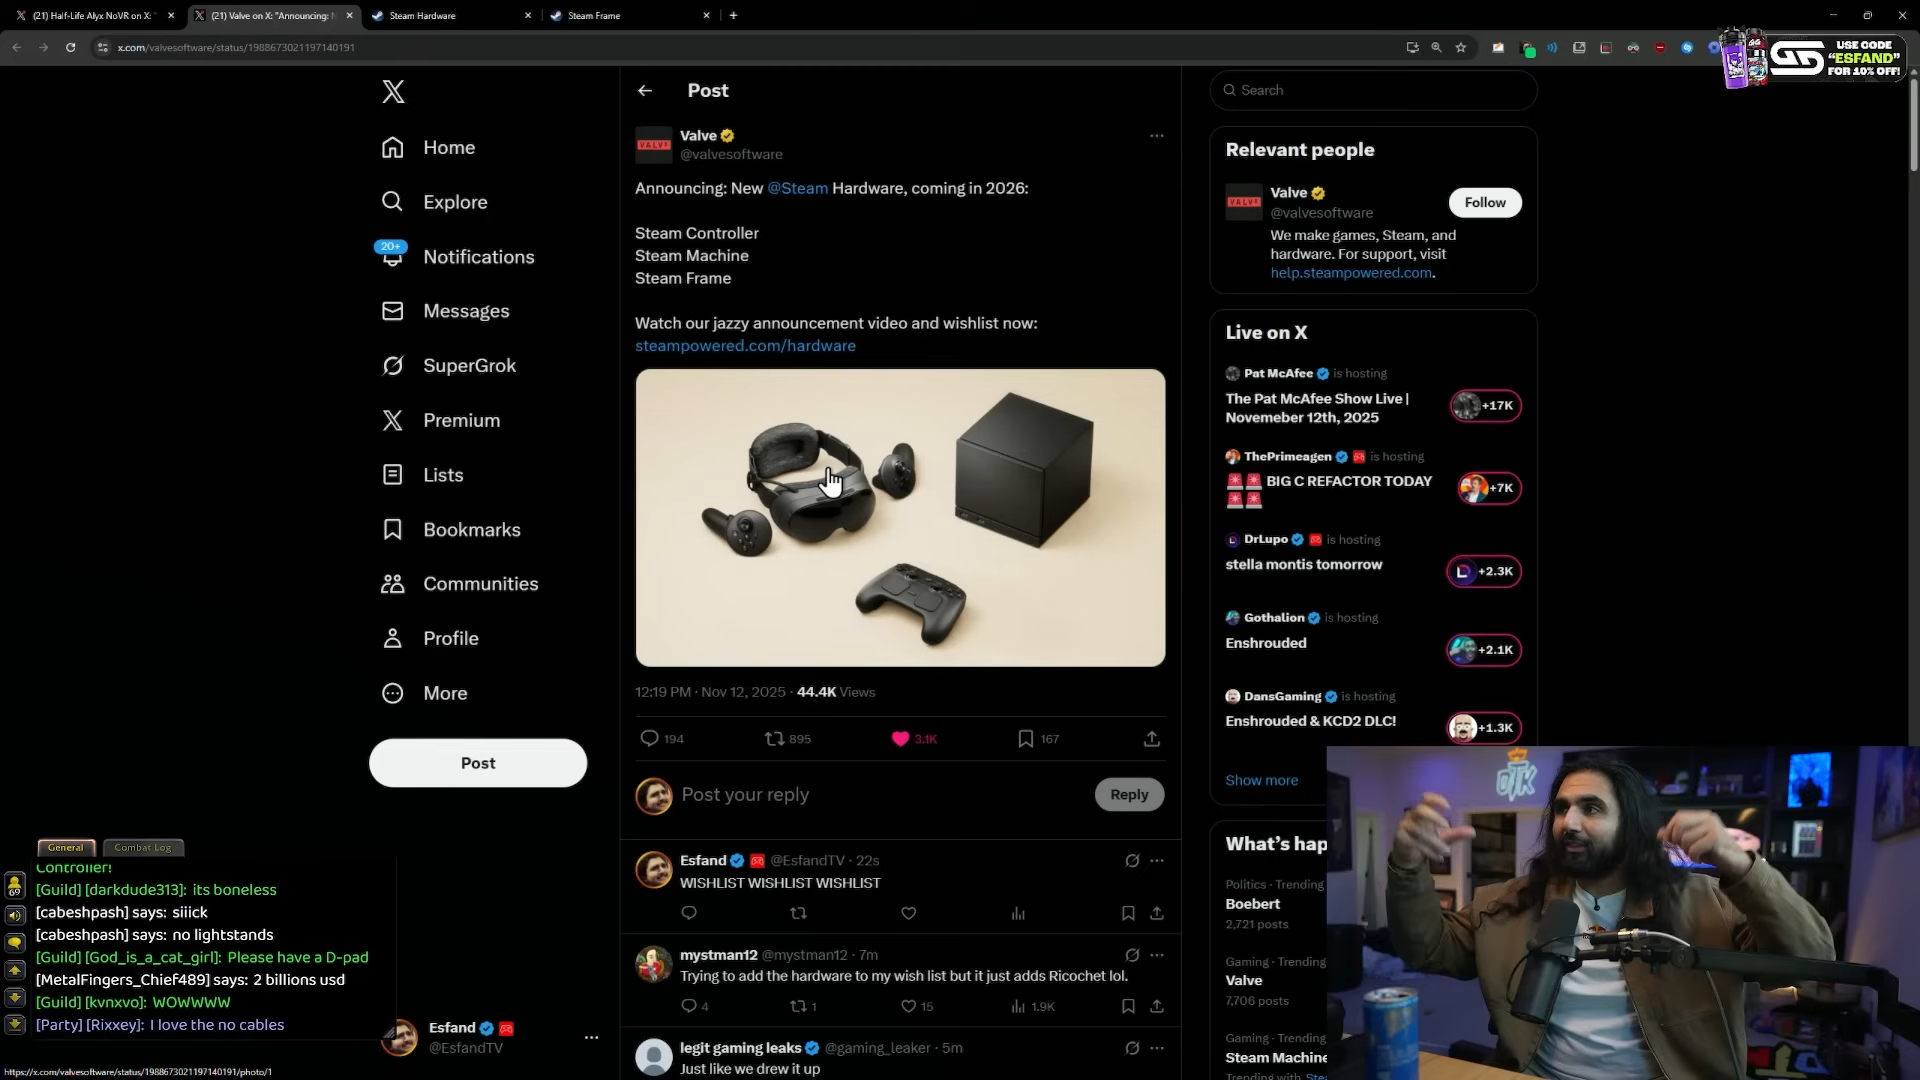 (21) Half-Life Alyx NoVR on X: "
(21) Valve on X: "Announcing: N
Steam Hardware
Steam Frame
x.com/valvesoftware/status/1988673021197140191
USE CODE
"ESFAND"
FOR 10% OFF!
Home
Explore
20+
Notifications
Messages
SuperGrok
Premium
Lists
Bookmarks
Communities
Profile
More
Post
Esfand
@EsfandTV
Post
VALVE
Valve
@valvesoftware
Announcing: New @Steam Hardware, coming in 2026:
Steam Controller
Steam Machine
Steam Frame
Watch our jazzy announcement video and wishlist now:
steampowered.com/hardware
12:19 PM · Nov 12, 2025 · 44.4K Views
194
895
3.1K
167
Post your reply
Reply
Esfand @EsfandTV · 22s
WISHLIST WISHLIST WISHLIST
mystman12 @mystman12 · 7m
Trying to add the hardware to my wish list but it just adds Ricochet lol.
4
1
15
1.9K
legit gaming leaks @gaming_leaker · 5m
Just like we drew it up
Search
Relevant people
VALVE
Valve
@valvesoftware
Follow
We make games, Steam, and
hardware. For support, visit
help.steampowered.com.
Live on X
Pat McAfee is hosting
The Pat McAfee Show Live |
Novemeber 12th, 2025
+17K
ThePrimeagen is hosting
BIG C REFACTOR TODAY
+7K
DrLupo is hosting
stella montis tomorrow
+2.3K
Gothalion is hosting
Enshrouded
+2.1K
DansGaming is hosting
Enshrouded & KCD2 DLC!
+1.3K
Show more
What's hap
Politics · Trending
Boebert
2,721 posts
Gaming · Trending
Valve
7,706 posts
Gaming · Trending
Steam Machine
Trending with Ste
General
Combat Log
69
Controller!
[Guild] [darkdude313]: its boneless
[cabeshpash] says: siiick
[cabeshpash] says: no lightstands
[Guild] [God_is_a_cat_girl]: Please have a D-pad
[MetalFingers_Chief489] says: 2 billions usd
[Guild] [kvnxvo]: WOWWWW
[Party] [Rixxey]: I love the no cables
https://x.com/valvesoftware/status/1988673021197140191/photo/1